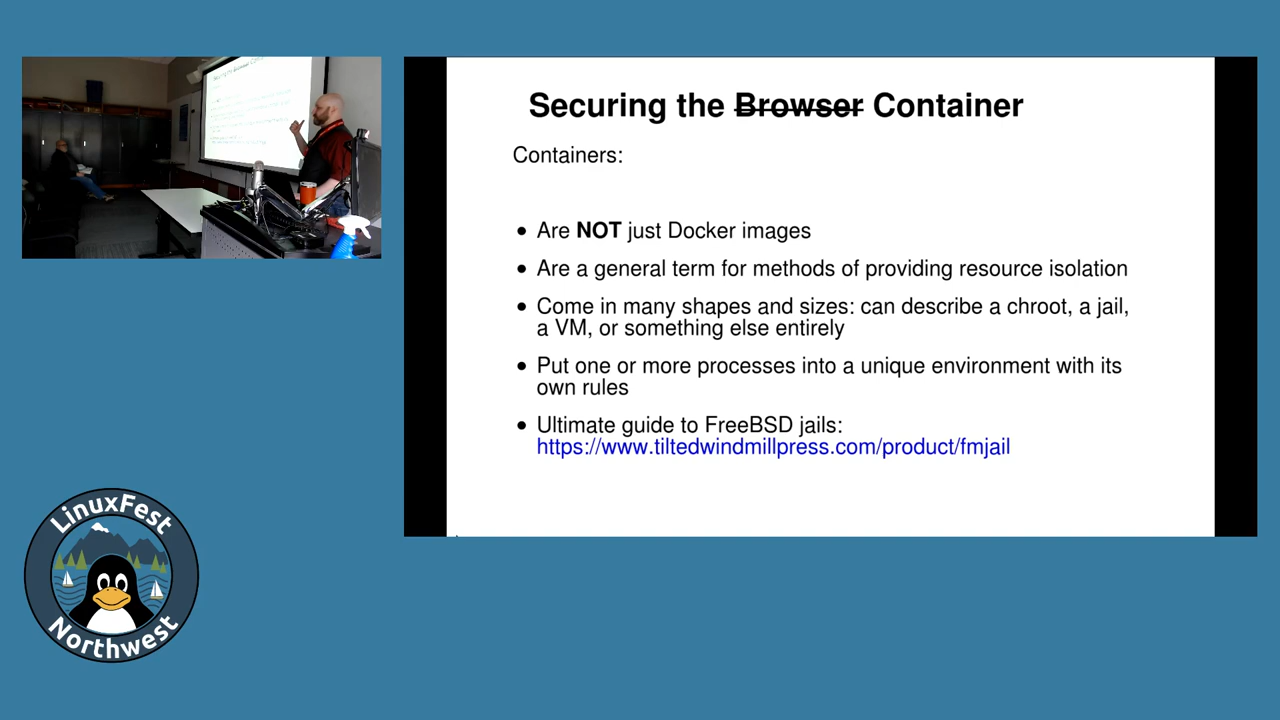 Securing the Browser Container
Containers:
Are NOT just Docker images
Are a general term for methods of providing resource isolation
Come in many shapes and sizes: can describe a chroot, a jail,
a VM, or something else entirely
Put one or more processes into a unique environment with its
own rules
Ultimate guide to FreeBSD jails:
https://www.tiltedwindmillpress.com/product/fmjail
LinuxFest
Northwest